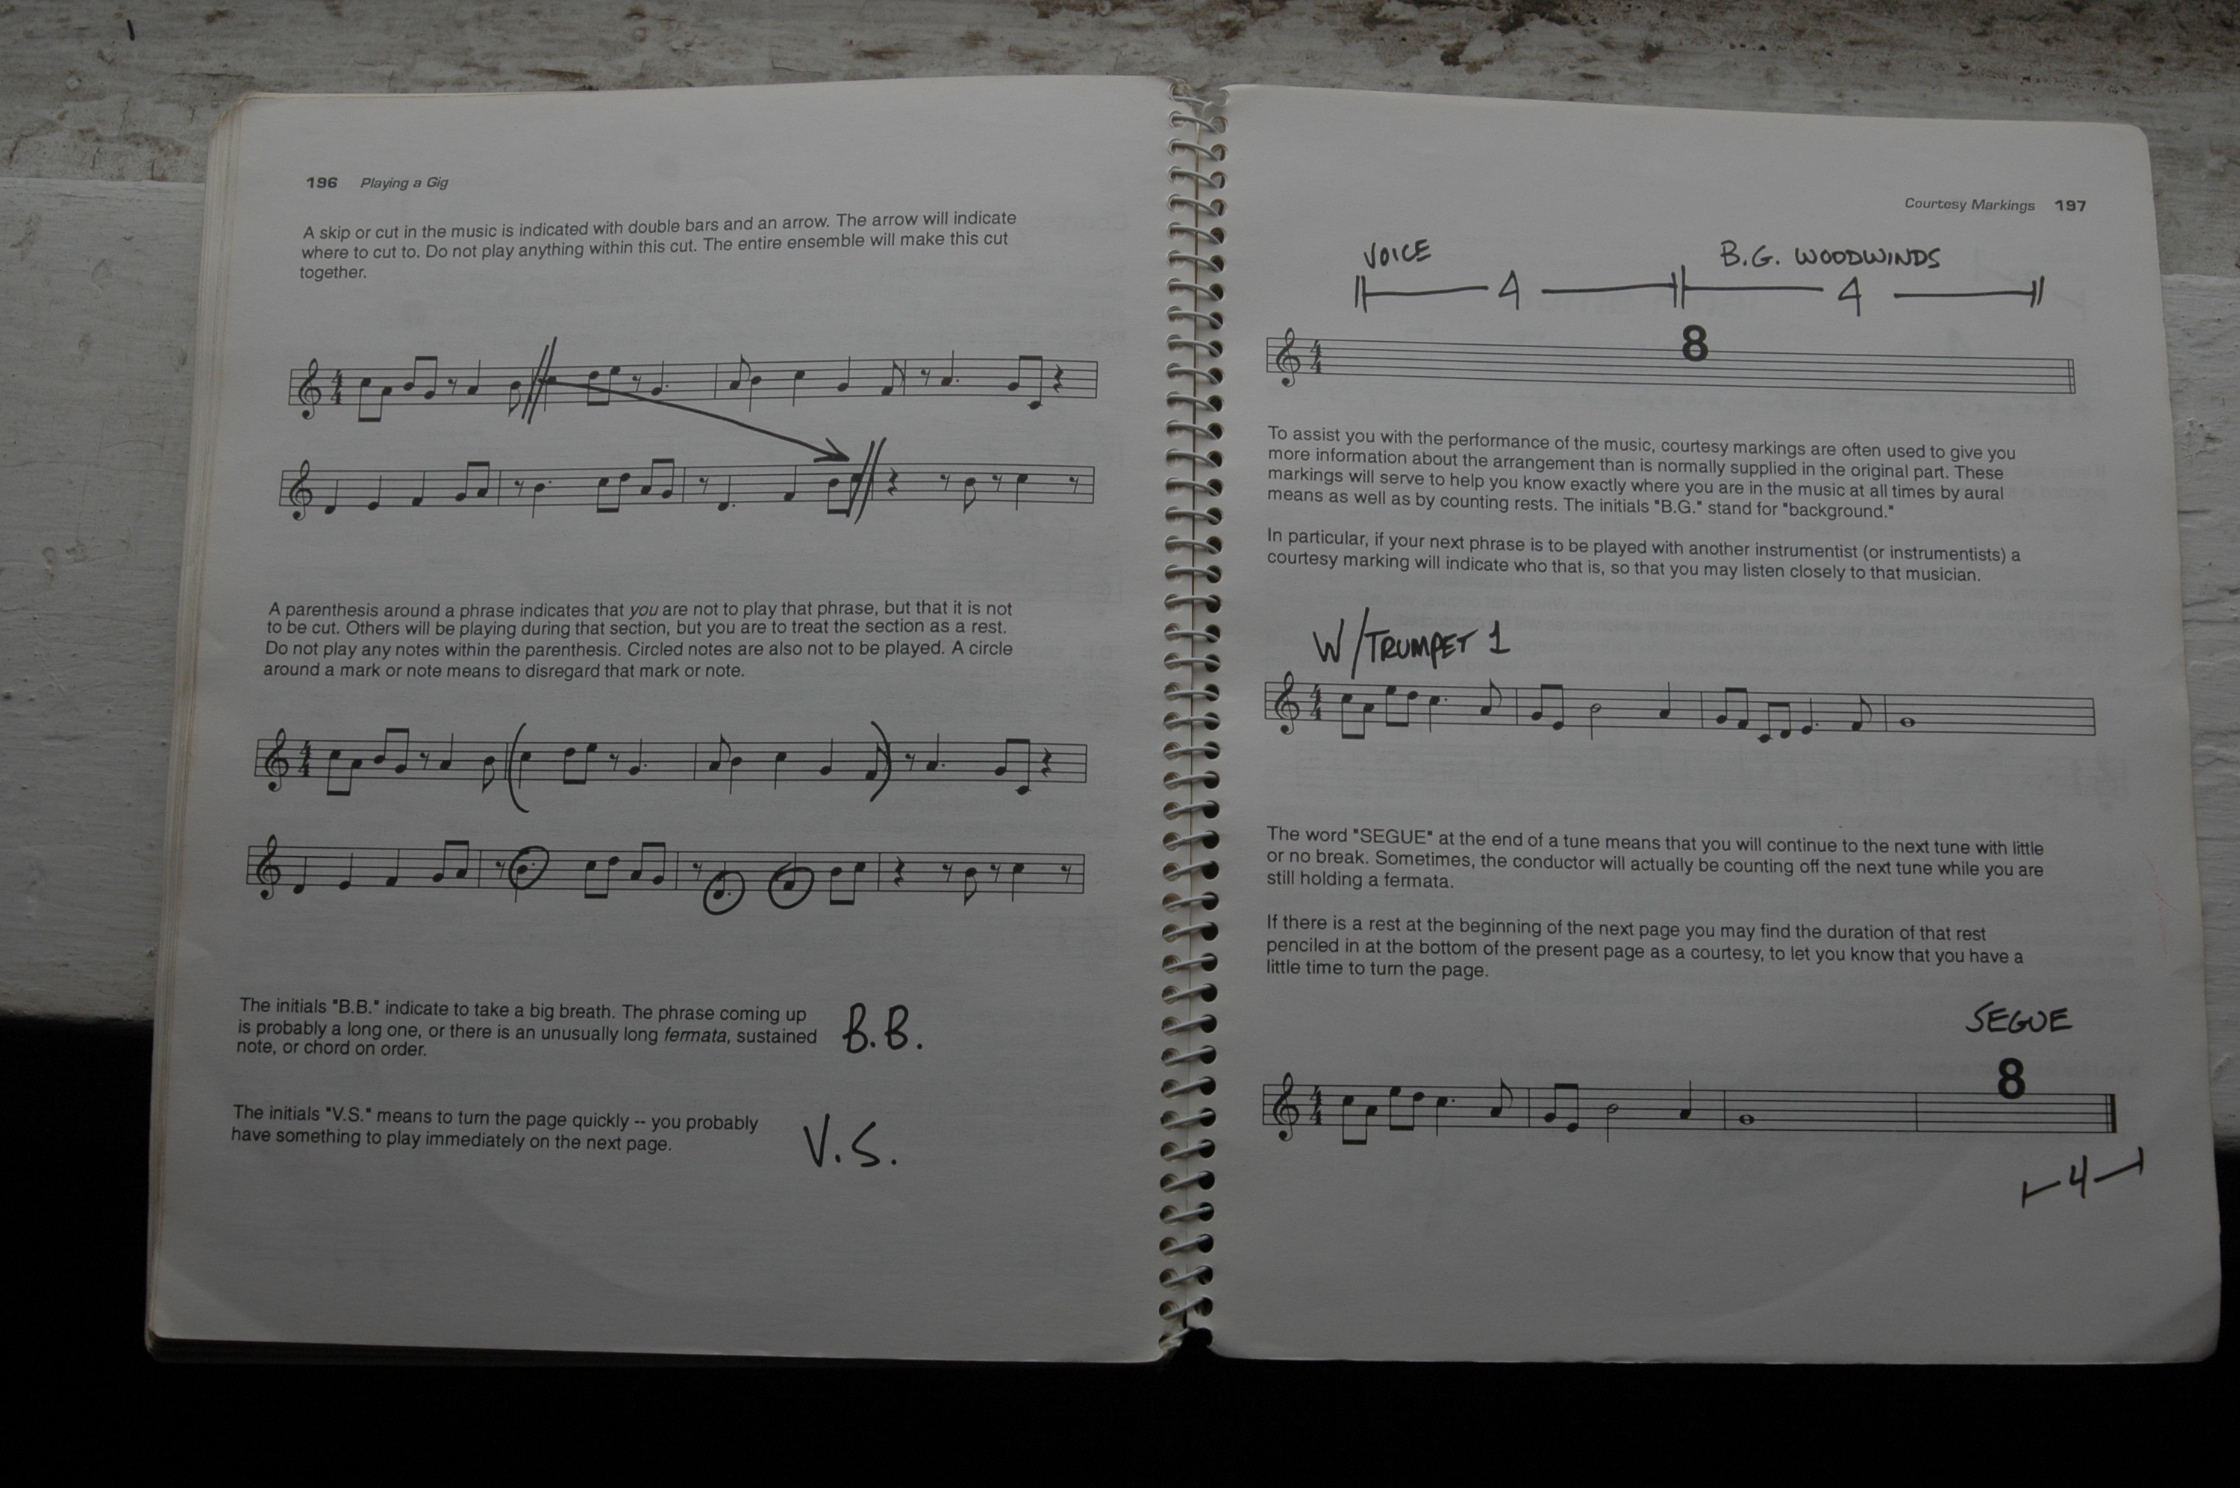 196 Playing a Gig
A skip or cut in the music is indicated with double bars and an arrow. The arrow will indicate
where to cut to. Do not play anything within this cut. The entire ensemble will make this cut
together.
4
4
A parenthesis around a phrase indicates that you are not to play that phrase, but that it is not
to be cut. Others will be playing during that section, but you are to treat the section as a rest.
Do not play any notes within the parenthesis. Circled notes are also not to be played. A circle
around a mark or note means to disregard that mark or note.
4
4
The initials "B.B." indicate to take a big breath. The phrase coming up
is probably a long one, or there is an unusually long fermata, sustained
note, or chord on order.
B.B.
The initials "V.S." means to turn the page quickly -- you probably
have something to play immediately on the next page.
V.S.
Courtesy Markings 197
VOICE B.G. WOODWINDS
4 4
8
4
4
To assist you with the performance of the music, courtesy markings are often used to give you
more information about the arrangement than is normally supplied in the original part. These
markings will serve to help you know exactly where you are in the music at all times by aural
means as well as by counting rests. The initials "B.G." stand for "background."
In particular, if your next phrase is to be played with another instrumentist (or instrumentists) a
courtesy marking will indicate who that is, so that you may listen closely to that musician.
W/TRUMPET 1
4
4
The word "SEGUE" at the end of a tune means that you will continue to the next tune with little
or no break. Sometimes, the conductor will actually be counting off the next tune while you are
still holding a fermata.
If there is a rest at the beginning of the next page you may find the duration of that rest
penciled in at the bottom of the present page as a courtesy, to let you know that you have a
little time to turn the page.
SEGUE
8
4
4
4